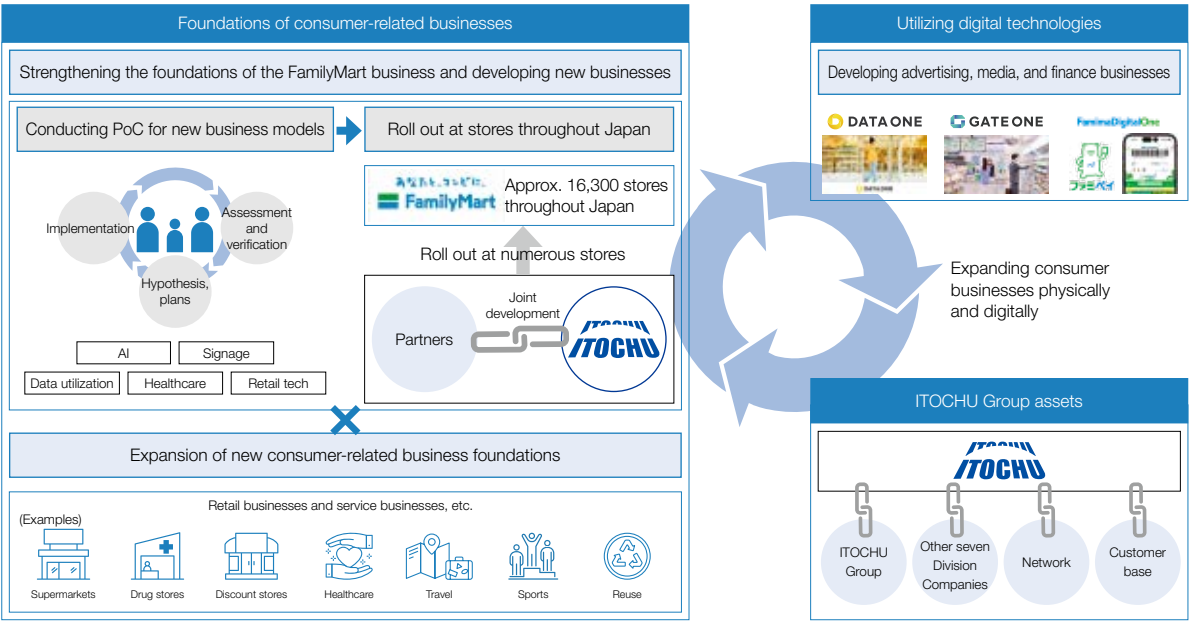 Foundations of consumer-related businesses
Strengthening the foundations of the FamilyMart business and developing new businesses
Conducting PoC for new business models
Roll out at stores throughout Japan
Implementation
Assessment
and
verification
Hypothesis,
plans
AI
Signage
Data utilization
Healthcare
Retail tech
あなたと、コンビに、
FamilyMart
Approx. 16,300 stores
throughout Japan
Roll out at numerous stores
Partners
Joint
development
ITOCHU
ITOCHU
Expansion of new consumer-related business foundations
Retail businesses and service businesses, etc.
(Examples)
Supermarkets
Drug stores
Discount stores
Healthcare
Travel
Sports
Reuse
Utilizing digital technologies
Developing advertising, media, and finance businesses
DATA ONE
GATE ONE
FamimaDigitalOne
DATA ONE
ファミペイ
Expanding consumer
businesses physically
and digitally
ITOCHU Group assets
ITOCHU
ITOCHU
ITOCHU
Group
Other seven
Division
Companies
Network
Customer
base